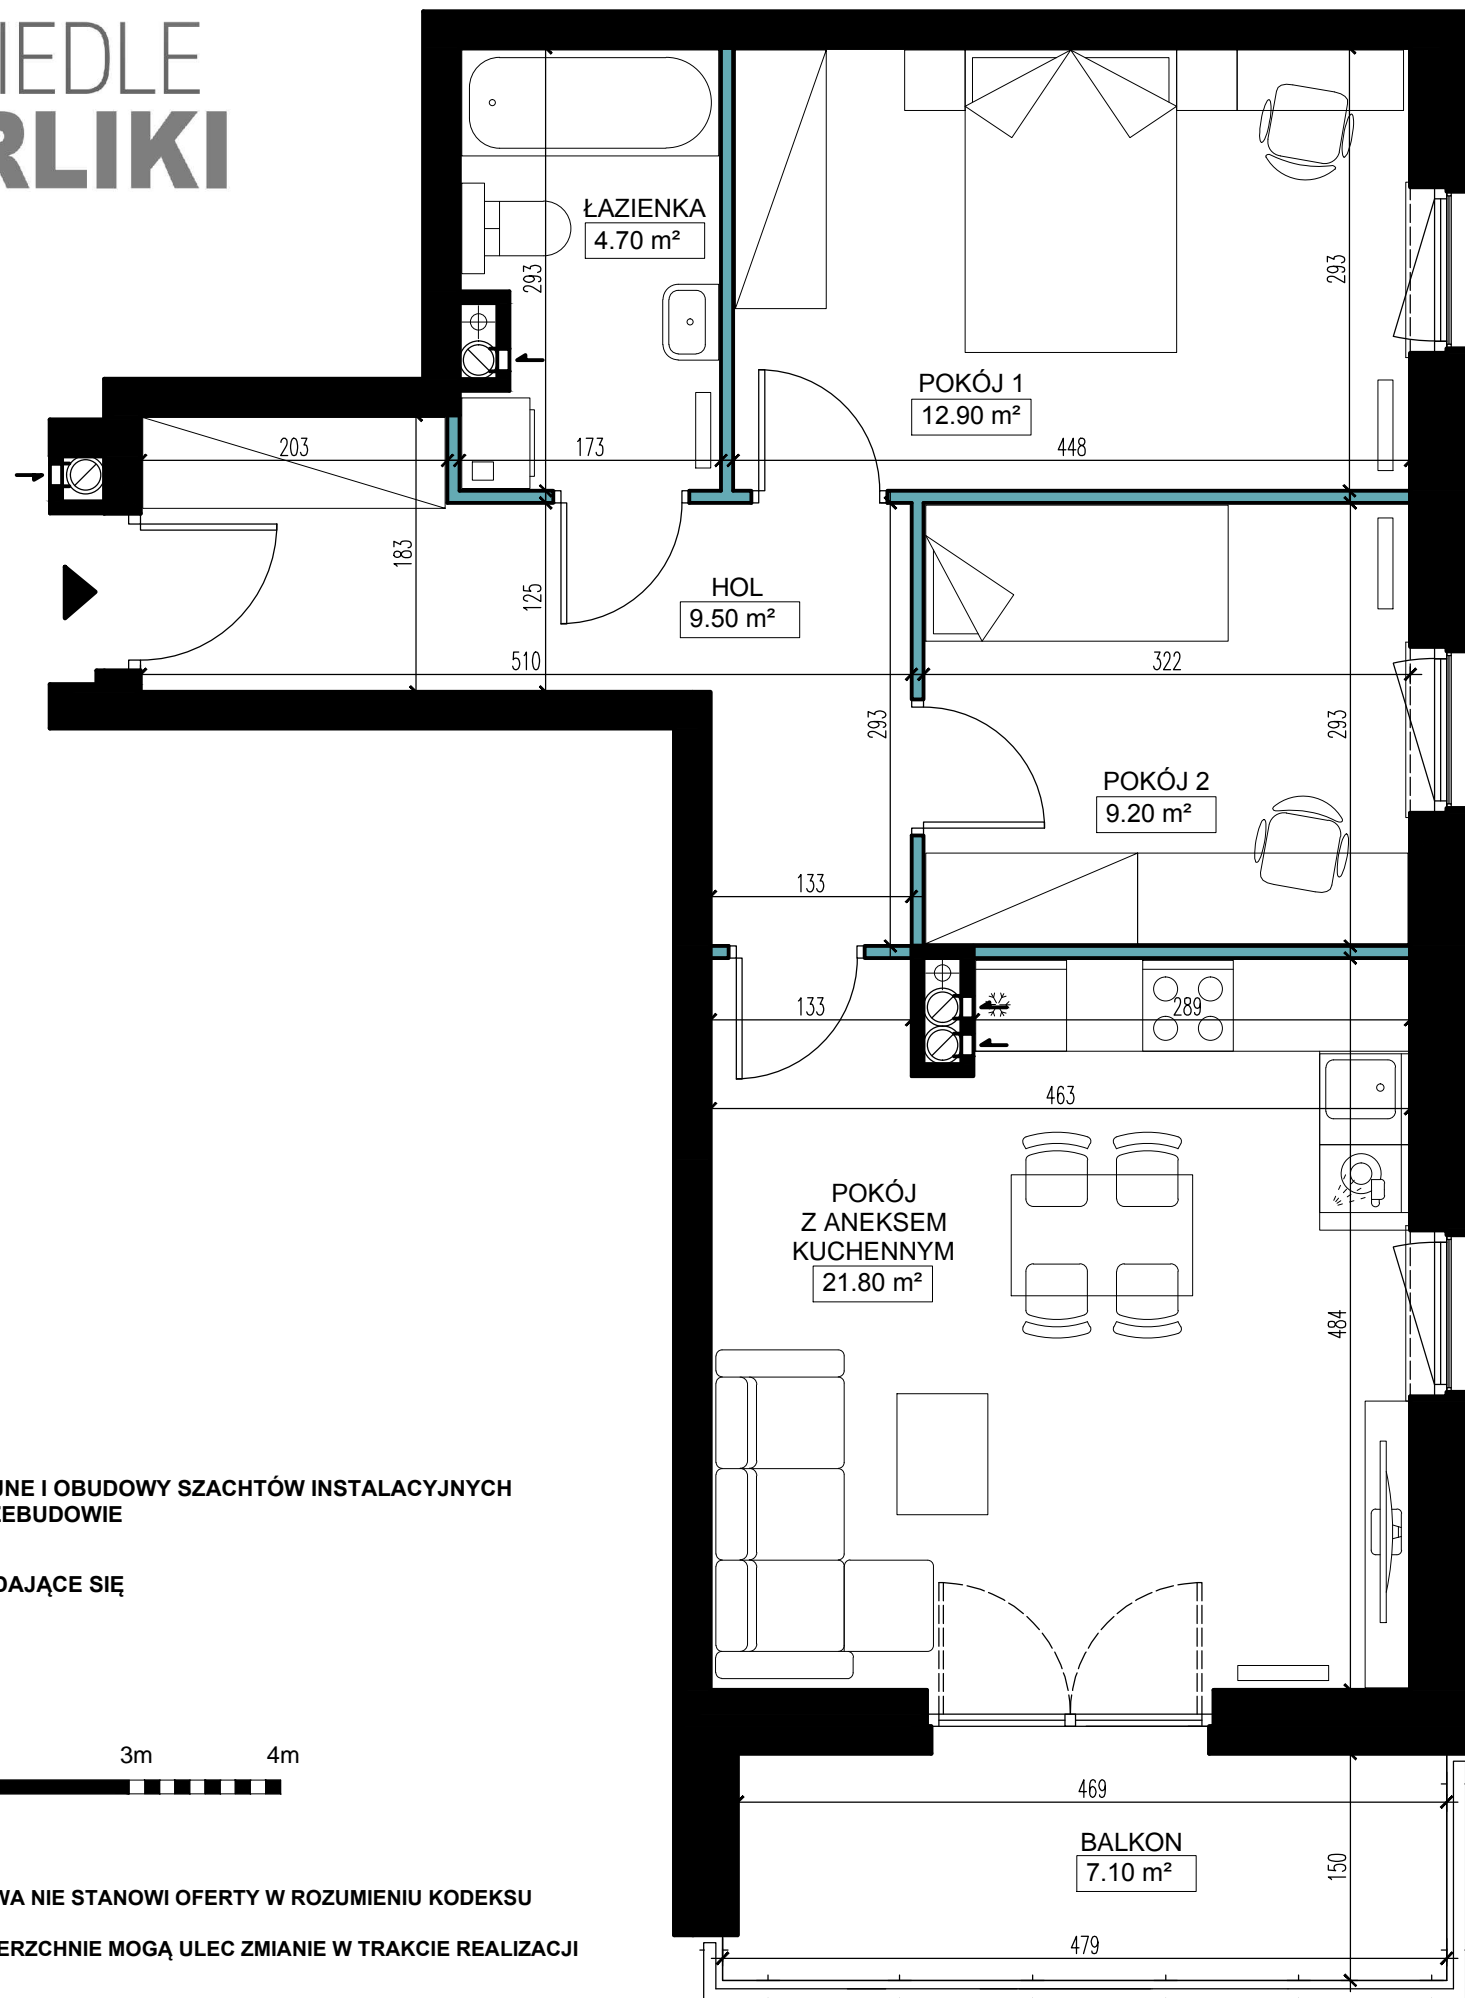 IEDLE
RLIKI
ŁAZIENKA
4.70 m²
293
POKÓJ 1
12.90 m²
293
203
173
448
183
125
HOL
9.50 m²
510
322
293
293
POKÓJ 2
9.20 m²
133
133
289
463
POKÓJ
Z ANEKSEM
KUCHENNYM
21.80 m²
484
JNE I OBUDOWY SZACHTÓW INSTALACYJNYCH
ZEBUDOWIE
DAJĄCE SIĘ
3m 4m
469
BALKON
7.10 m²
150
WA NIE STANOWI OFERTY W ROZUMIENIU KODEKSU
ERZCHNIE MOGĄ ULEC ZMIANIE W TRAKCIE REALIZACJI
479